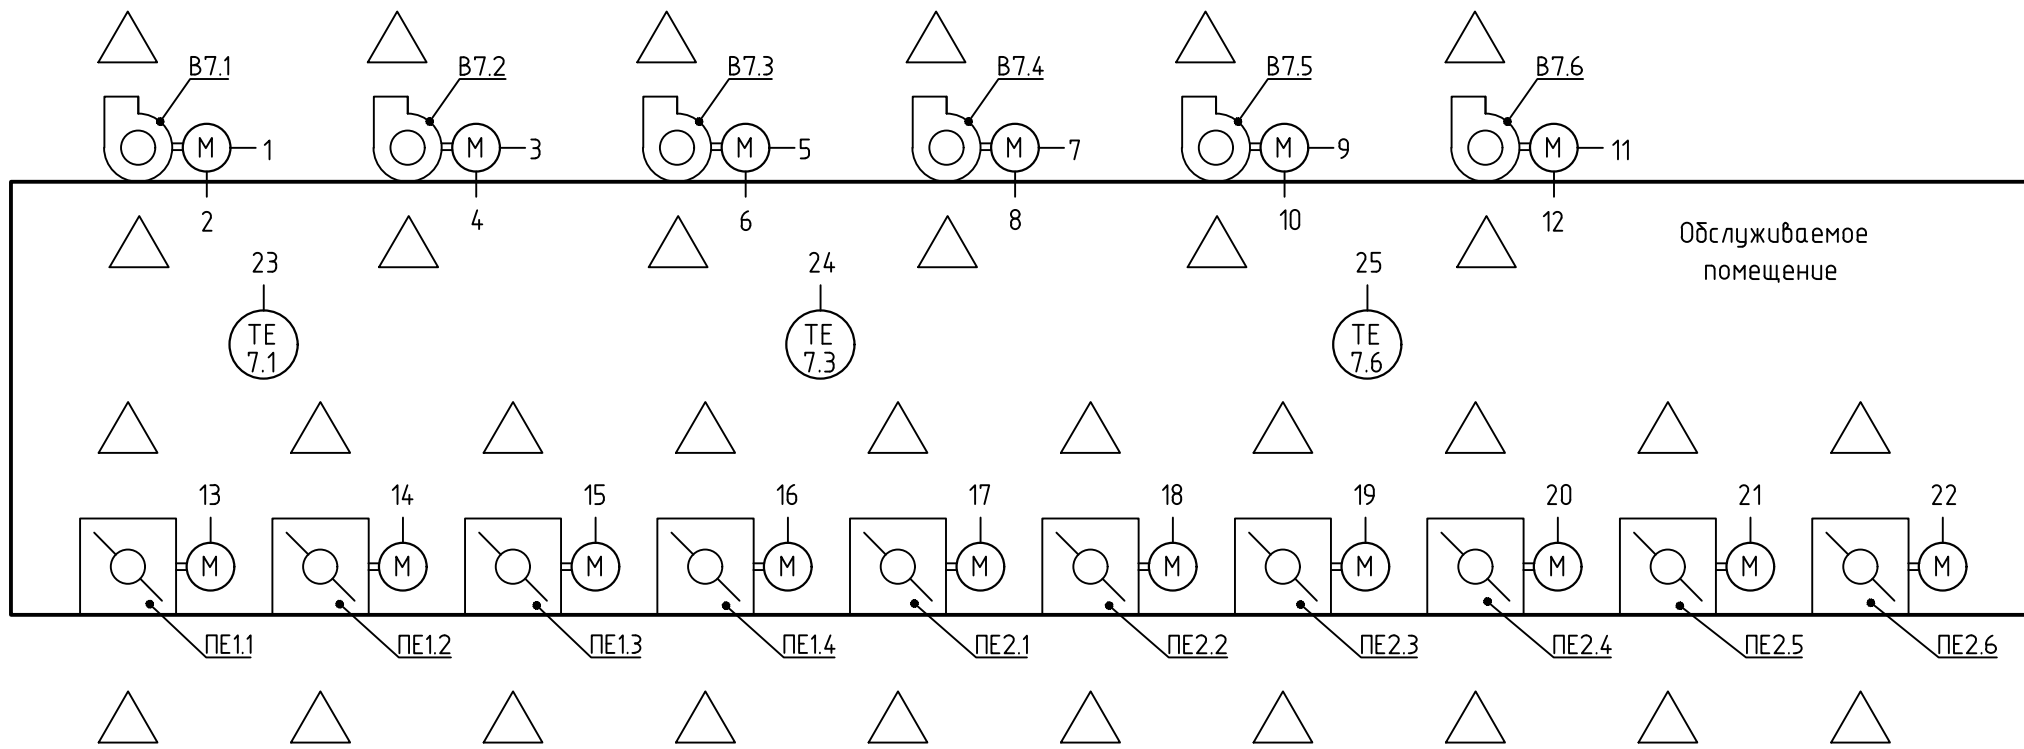 В7.1 В7.2 В7.3 В7.4 В7.5 В7.6
М 1 М 3 М 5 М 7 М 9 М 11
2 4 6 8 10 12
Обслуживаемое
помещение
23 24 25
ТЕ ТЕ ТЕ
7.1 7.3 7.6
13 14 15 16 17 18 19 20 21 22
М М М М М М М М М М
ПЕ1.1 ПЕ1.2 ПЕ1.3 ПЕ1.4 ПЕ2.1 ПЕ2.2 ПЕ2.3 ПЕ2.4 ПЕ2.5 ПЕ2.6